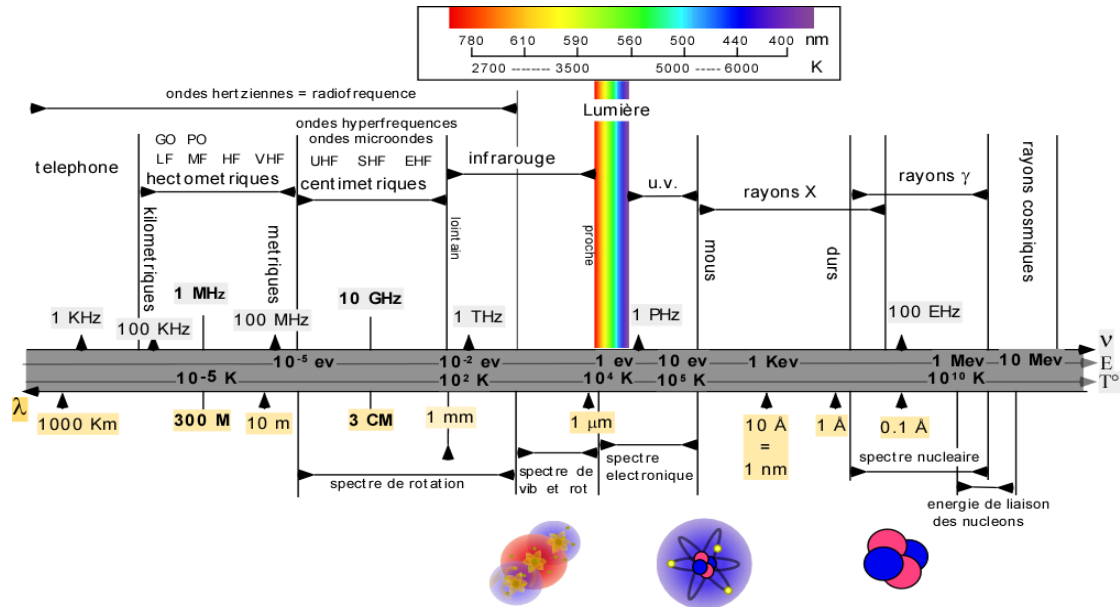 780 610 590 560 500 440 400 nm
2700 -------- 3500 5000 ----- 6000 K
ondes hertziennes = radiofrequence
Lumière
ondes hyperfrequences
ondes microondes
GO PO
LF MF HF VHF
UHF SHF EHF
telephone
hectometriques
centimetriques
infrarouge
u.v.
rayons X
rayons γ
rayons cosmiques
kilometriques
metriques
lointain
proche
mous
durs
1 KHz
100 KHz
1 MHz
100 MHz
10 GHz
1 THz
1 PHz
100 EHz
ν
10-5 ev 10-2 ev 1 ev 10 ev 1 Kev 1 Mev 10 Mev E
10-5 K 102 K 104 K 105 K 1010 K T°
λ
1000 Km
300 M
10 m
3 CM
1 mm
1 µm
10 Å
=
1 nm
1 Å
0.1 Å
spectre de rotation
spectre de
vib et rot
spectre
electronique
spectre nucleaire
energie de liaison
des nucleons